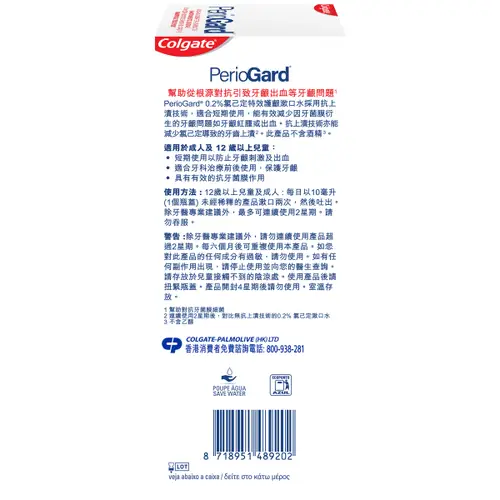 PerioGard
Colgate®
PerioGard®
幫助從根源對抗引致牙齦出血等牙齦問題¹
PerioGard® 0.2%氯己定特效護齦漱口水採用抗上
漬技術，適合短期使用，能有效減少因牙菌膜衍
生的牙齦問題如牙齦紅腫或出血。抗上漬技術亦能
減少氯己定導致的牙齒上漬²。此產品不含酒精³。
適用於成人及 12 歲以上兒童：
• 短期使用以防止牙齦刺激及出血
• 適合牙科治療前後使用，保護牙齦
• 具有有效的抗牙菌膜作用
使用方法：12歲以上兒童及成人：每日以10毫升
(1個瓶蓋) 未經稀釋的產品漱口兩次，然後吐出。
除牙醫專業建議外，最多可連續使用2星期。請
勿吞服。
警告：除牙醫專業建議外，請勿連續使用產品超
過2星期。每六個月後可重複使用本產品。如您
對此產品的任何成分有過敏，請勿使用。如有任
何副作用出現，請停止使用並向您的醫生查詢。
請存放於兒童接觸不到的陰涼處。使用產品後請
扭緊瓶蓋。產品開封4星期後請勿使用。室溫存
放。
1 幫助對抗牙菌膜細菌
2 連續使用2星期後，對比無抗上漬技術的0.2% 氯己定漱口水
3 不含乙醇
CP
COLGATE-PALMOLIVE (HK) LTD
香港消費者免費諮詢電話: 800-938-281
POUPE ÁGUA
SAVE WATER
ECOPONTO
AZUL
8 718951 489202
LOT
veja abaixo a caixa / δείτε στο κάτω μέρος